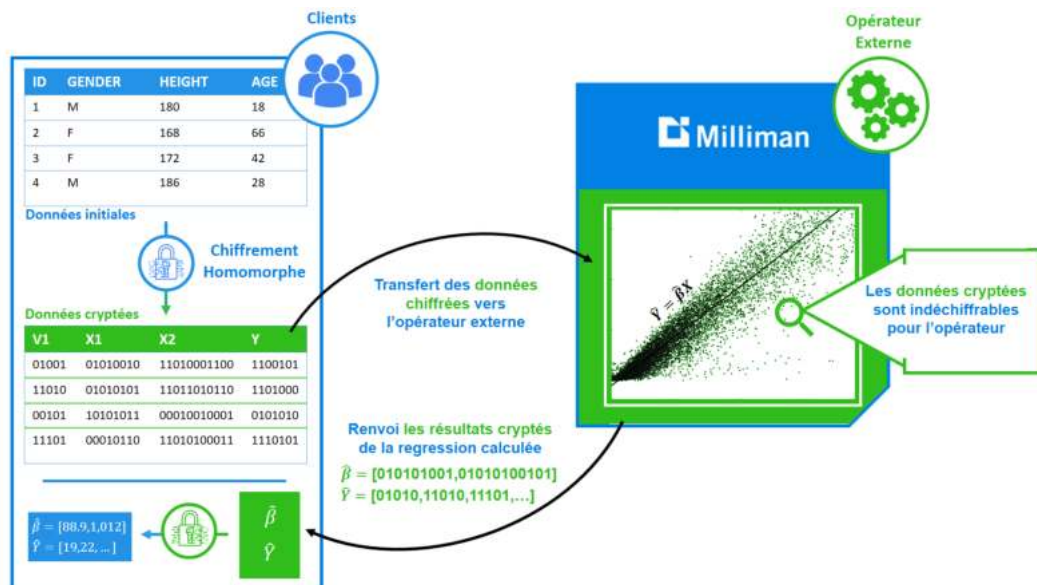 Clients
ID GENDER HEIGHT AGE
1 M 180 18
2 F 168 66
3 F 172 42
4 M 186 28
Données initiales
Chiffrement
Homomorphe
Données cryptées
V1 X1 X2 Y
01001 01010010 11010001100 1100101
11010 01010101 11011010110 1101000
00101 10101011 00010010001 0101010
11101 00010110 11010100011 1110101
β̂ = [88.9,1,012]
Ŷ = [19,22, ...]
β̂
Ŷ
Transfert des données
chiffrées vers
l'opérateur externe
Renvoi les résultats cryptés
de la regression calculée
β̂ = [010101001,01010100101]
Ŷ = [01010,11010,11101,...]
Opérateur
Externe
Milliman
Ŷ = β̂X
Les données cryptées
sont indéchiffrables
pour l'opérateur